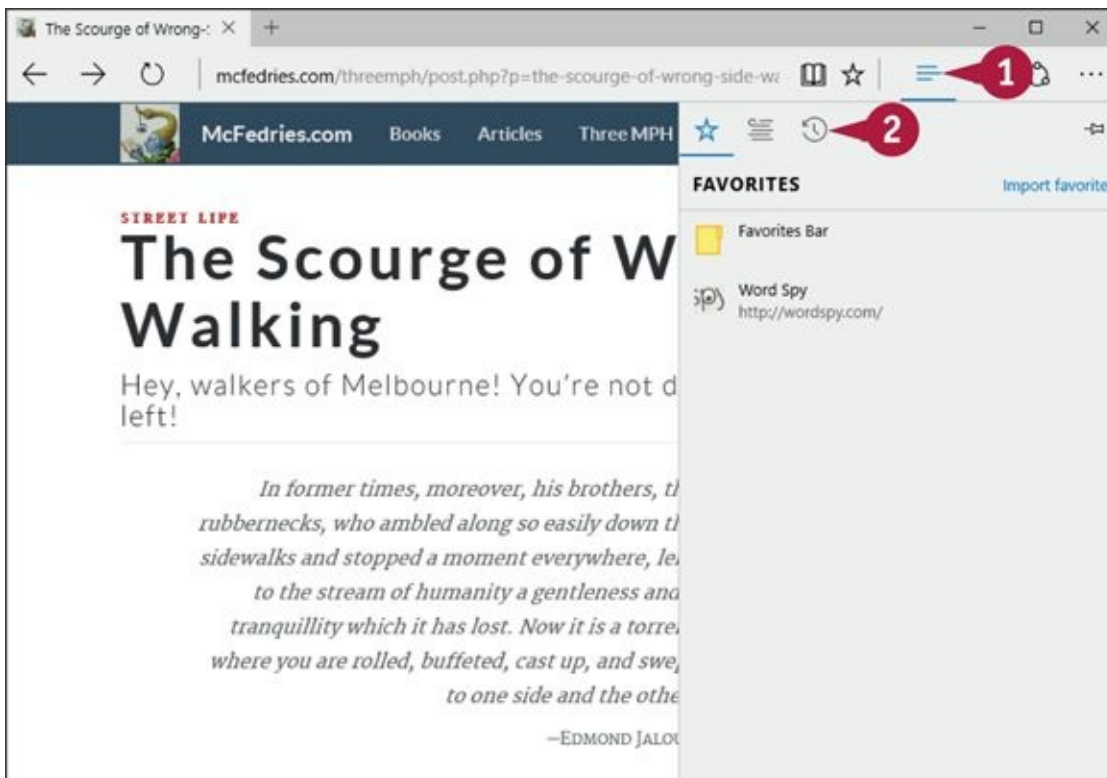 The Scourge of Wrong-:
mcfedries.com/threemph/post.php?p=the-scourge-of-wrong-side-wa
1
McFedries.com Books Articles Three MPH
2
FAVORITES Import favorite
Favorites Bar
Word Spy
http://wordspy.com/
STREET LIFE
The Scourge of W
Walking
Hey, walkers of Melbourne! You're not d
left!
In former times, moreover, his brothers, th
rubbernecks, who ambled along so easily down th
sidewalks and stopped a moment everywhere, le
to the stream of humanity a gentleness and
tranquillity which it has lost. Now it is a torre
where you are rolled, buffeted, cast up, and swe
to one side and the othe
—EDMOND JALOU